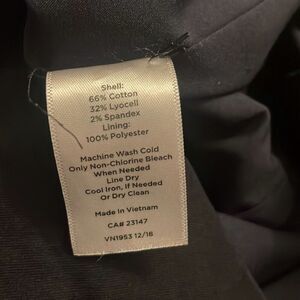 Shell:
66% Cotton
32% Lyocell
2% Spandex
Lining:
100% Polyester
Machine Wash Cold
Only Non-Chlorine Bleach
When Needed
Line Dry
Cool Iron, if Needed
Or Dry Clean
Made in Vietnam
CA# 23147
VN1953 12/18